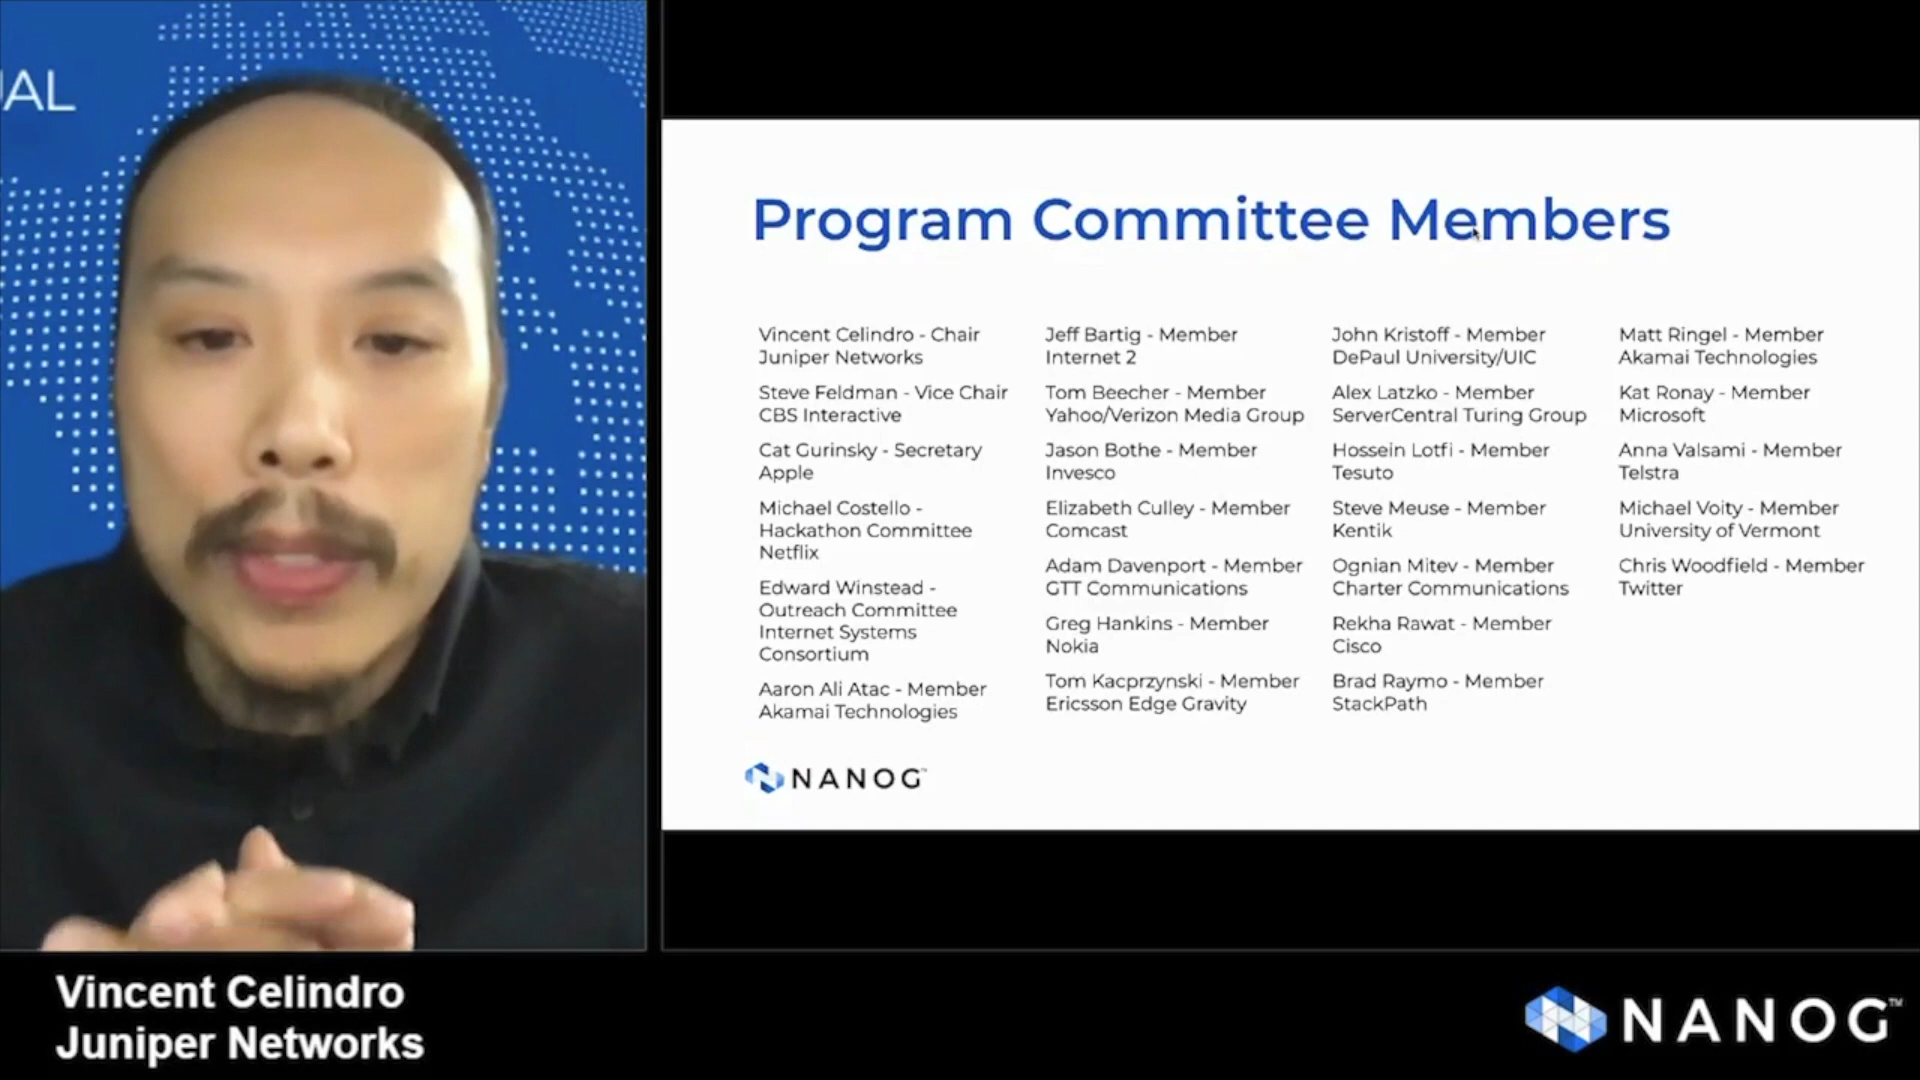 UAL
Program Committee Members
Vincent Celindro - Chair
Juniper Networks
Steve Feldman - Vice Chair
CBS Interactive
Cat Gurinsky - Secretary
Apple
Michael Costello -
Hackathon Committee
Netflix
Edward Winstead -
Outreach Committee
Internet Systems
Consortium
Aaron Ali Atac - Member
Akamai Technologies
Jeff Bartig - Member
Internet 2
Tom Beecher - Member
Yahoo/Verizon Media Group
Jason Bothe - Member
Invesco
Elizabeth Culley - Member
Comcast
Adam Davenport - Member
GTT Communications
Greg Hankins - Member
Nokia
Tom Kacprzynski - Member
Ericsson Edge Gravity
John Kristoff - Member
DePaul University/UIC
Alex Latzko - Member
ServerCentral Turing Group
Hossein Lotfi - Member
Tesuto
Steve Meuse - Member
Kentik
Ognian Mitev - Member
Charter Communications
Rekha Rawat - Member
Cisco
Brad Raymo - Member
StackPath
Matt Ringel - Member
Akamai Technologies
Kat Ronay - Member
Microsoft
Anna Valsami - Member
Telstra
Michael Voity - Member
University of Vermont
Chris Woodfield - Member
Twitter
NANOG™
Vincent Celindro
Juniper Networks
NANOG™